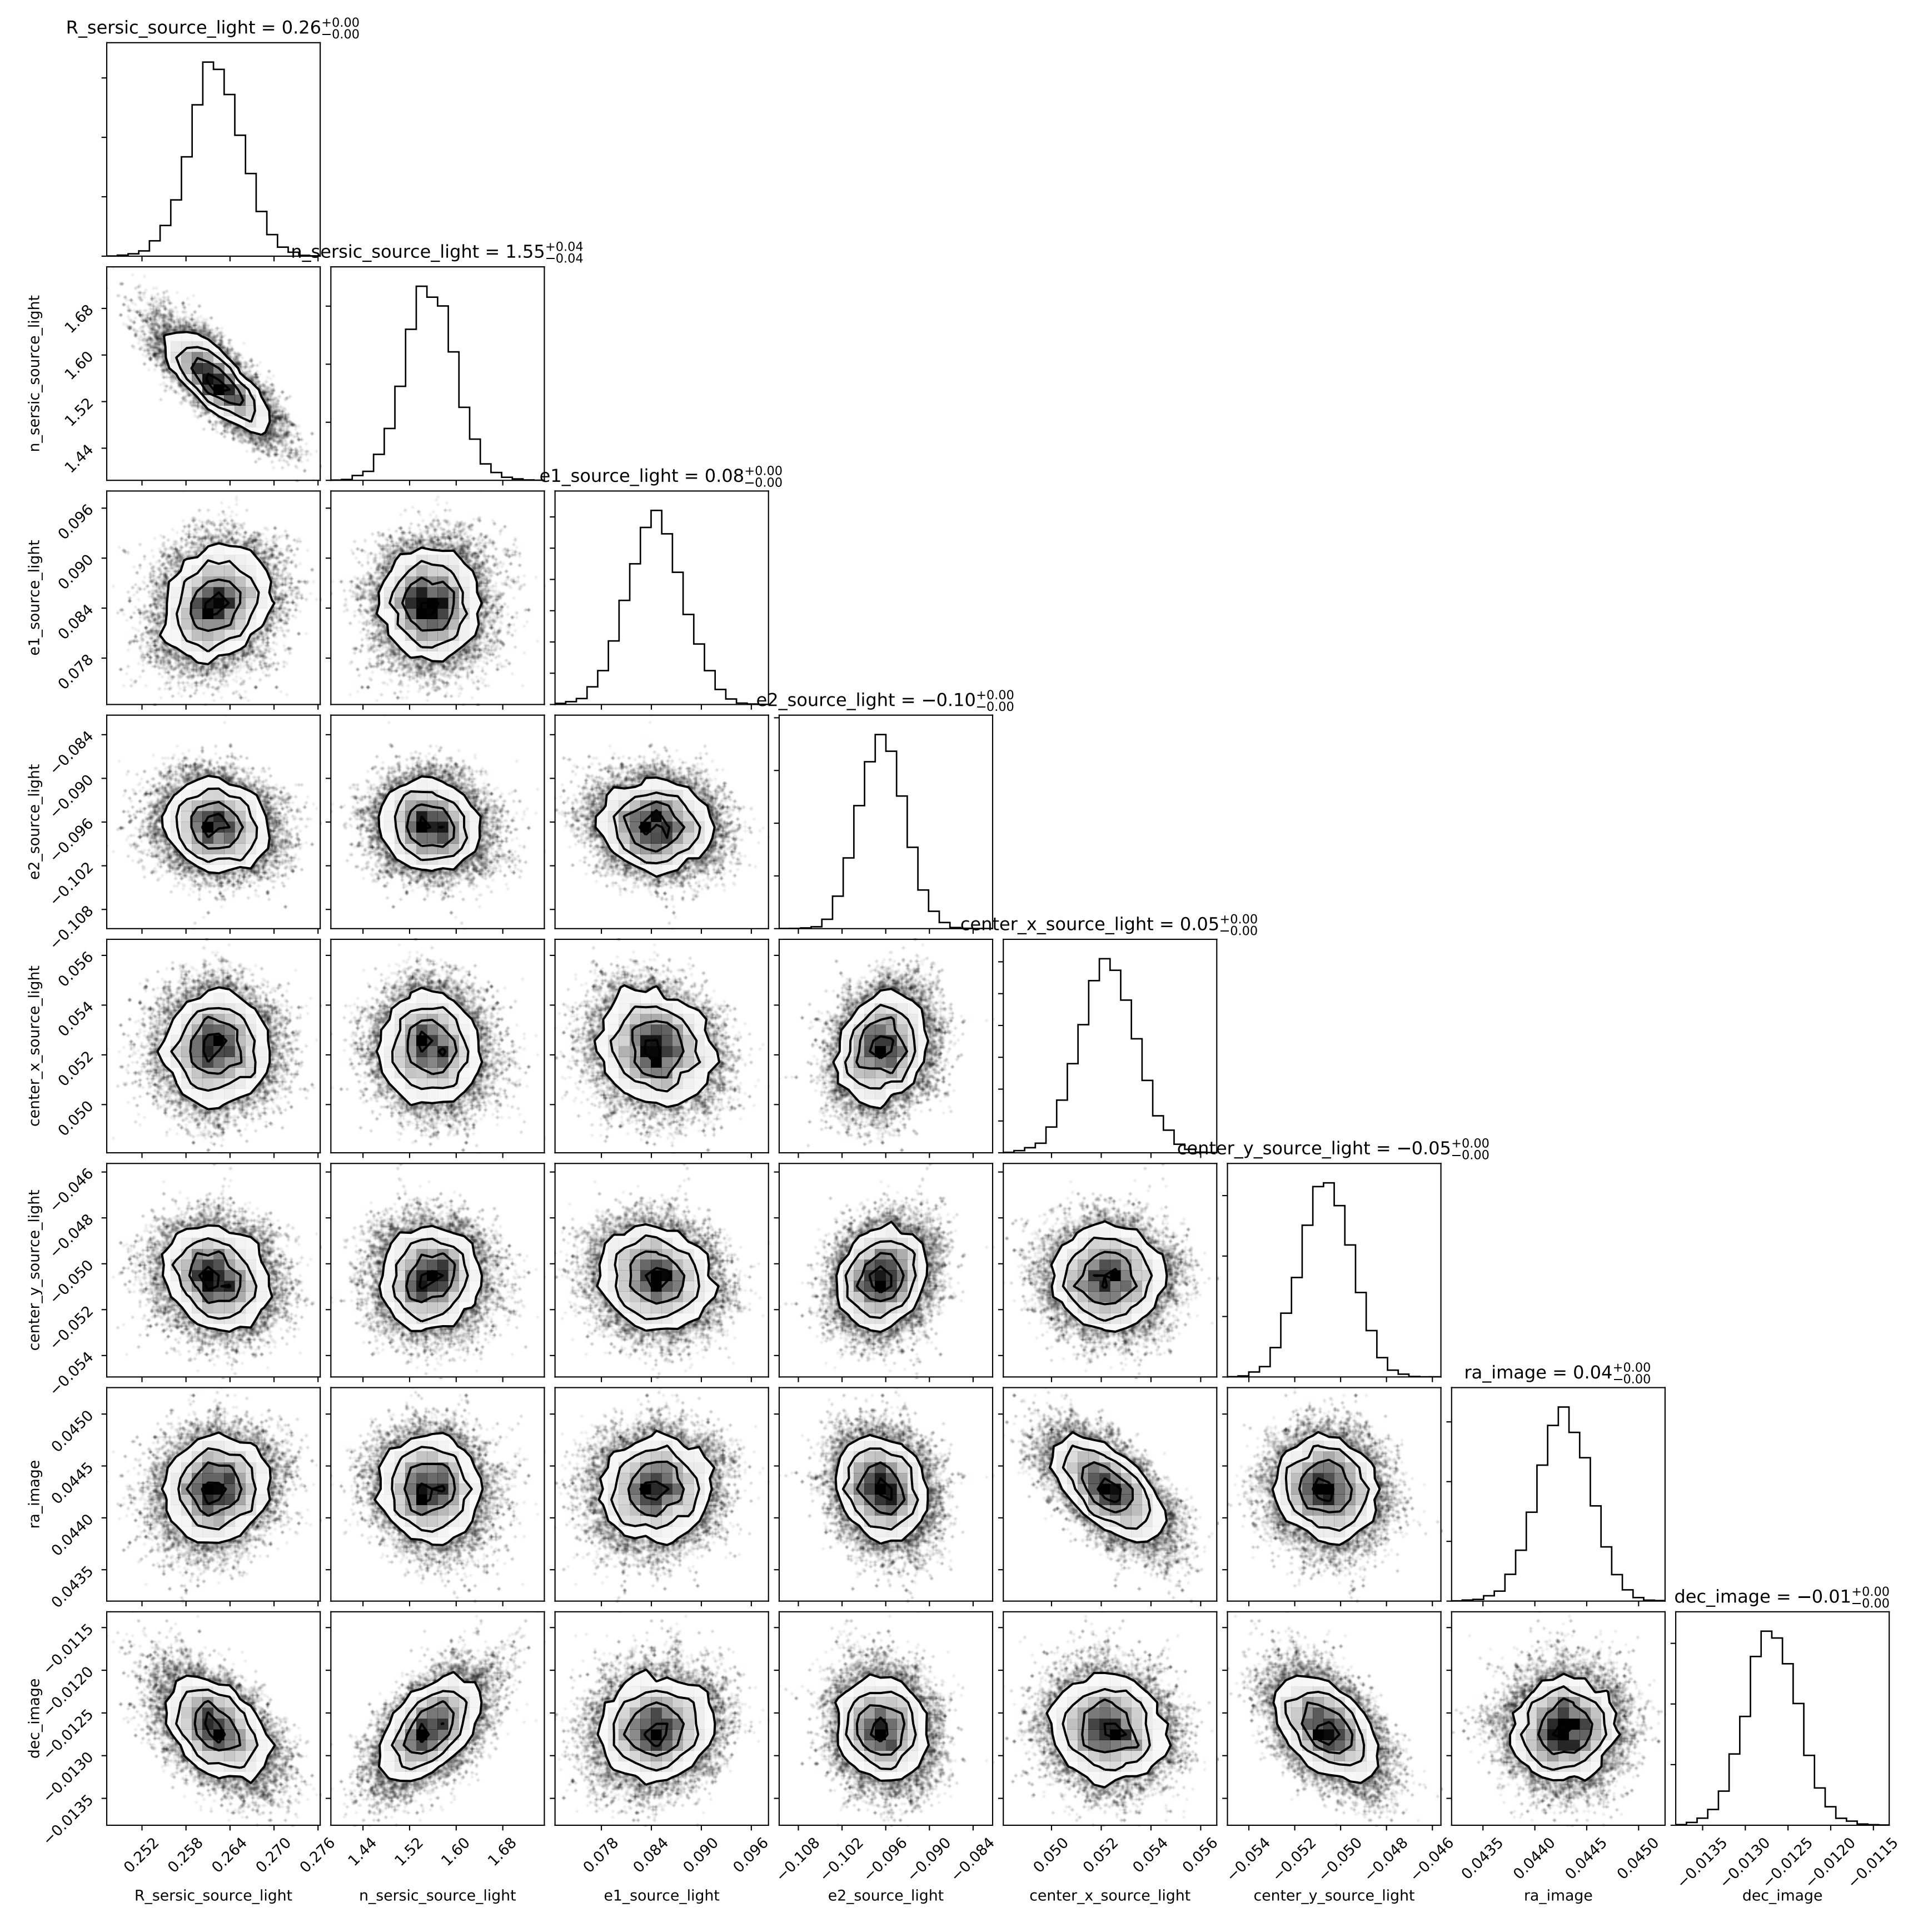 R_sersic_source_light = 0.26+0.00−0.00
n_sersic_source_light = 1.55+0.04−0.04
n_sersic_source_light
1.68
1.60
1.52
1.44
e1_source_light = 0.08+0.00−0.00
e1_source_light
0.096
0.090
0.084
0.078
e2_source_light = −0.10+0.00−0.00
e2_source_light
−0.084
−0.090
−0.096
−0.102
−0.108
center_x_source_light = 0.05+0.00−0.00
center_x_source_light
0.056
0.054
0.052
0.050
center_y_source_light = −0.05+0.00−0.00
center_y_source_light
−0.046
−0.048
−0.050
−0.052
−0.054
ra_image = 0.04+0.00−0.00
ra_image
0.0450
0.0445
0.0440
0.0435
dec_image = −0.01+0.00−0.00
dec_image
−0.0115
−0.0120
−0.0125
−0.0130
−0.0135
0.252 0.258 0.264 0.270 0.276 1.44 1.52 1.60 1.68 0.078 0.084 0.090 0.096 −0.108 −0.102 −0.096 −0.090 −0.084 0.050 0.052 0.054 0.056 −0.054 −0.052 −0.050 −0.048 −0.046 0.0435 0.0440 0.0445 0.0450 −0.0135 −0.0130 −0.0125 −0.0120 −0.0115
R_sersic_source_light n_sersic_source_light e1_source_light e2_source_light center_x_source_light center_y_source_light ra_image dec_image